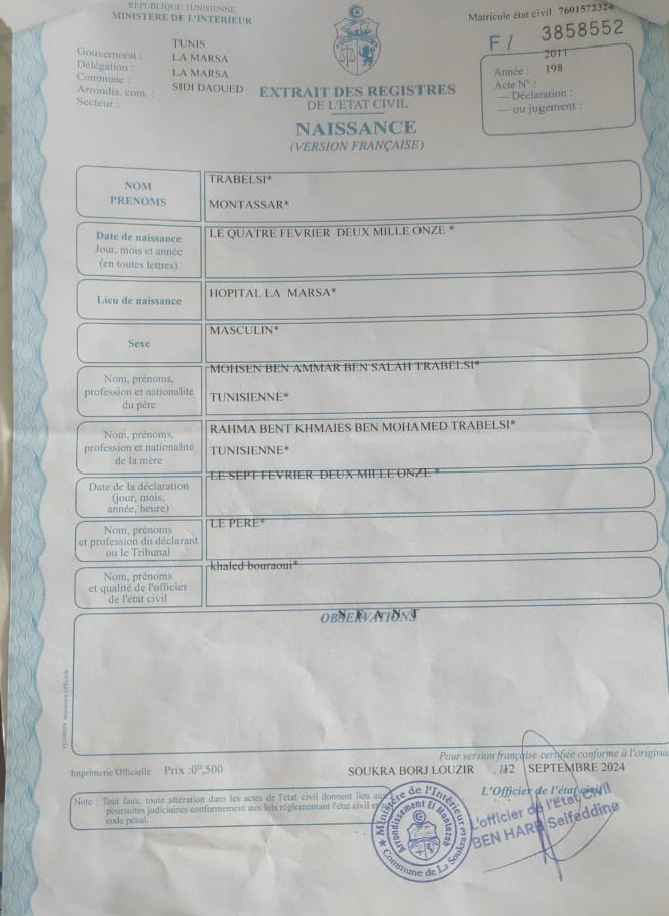 REPUBLIQUE TUNISIENNE
MINISTERE DE L'INTERIEUR
Matricule état civil 7601572324
F / 3858552
Gouvernorat : TUNIS
Délégation : LA MARSA
Commune : LA MARSA
Arrondis. com. : SIDI DAOUED
Secteur :
2011
Année : 198
Acte N° :
— Déclaration :
— ou jugement :
EXTRAIT DES REGISTRES
DE L'ETAT CIVIL
NAISSANCE
(VERSION FRANÇAISE)
NOM
PRENOMS
TRABELSI*
MONTASSAR*
Date de naissance
Jour, mois et année
(en toutes lettres)
LE QUATRE FEVRIER DEUX MILLE ONZE *
Lieu de naissance
HOPITAL LA MARSA*
Sexe
MASCULIN*
Nom, prénoms,
profession et nationalité
du père
MOHSEN BEN AMMAR BEN SALAH TRABELSI*
TUNISIENNE*
Nom, prénoms,
profession et nationalité
de la mère
RAHMA BENT KHMAIES BEN MOHAMED TRABELSI*
TUNISIENNE*
Date de la déclaration
(jour, mois,
année, heure)
LE SEPT FEVRIER DEUX MILLE ONZE *
Nom, prénoms
et profession du déclarant
ou le Tribunal
LE PERE*
Nom, prénoms
et qualité de l'officier
de l'état civil
khaled bouraoui*
OBSERVATIONS
NEANT
Imprimerie Officielle Prix :0ᴰ,500
Pour version française certifiée conforme à l'original
SOUKRA BORJ LOUZIR , le 12 SEPTEMBRE 2024
Note : Tout faux, toute altération dans les actes de l'état civil donnent lieu aux
poursuites judiciaires conformement aux lois réglementant l'état civil et
code pénal.
L'Officier de l'état civil
L'officier de l'État Civil
BEN HARB Seifeddine
Ministère de l'Intérieur
Commune de La Soukra
Arrondissement El Montazah